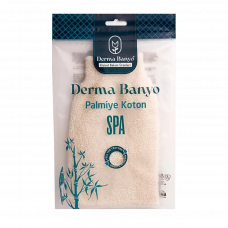 Derma Banyo®
Derma Banyo
Palmiye Koton
SPA